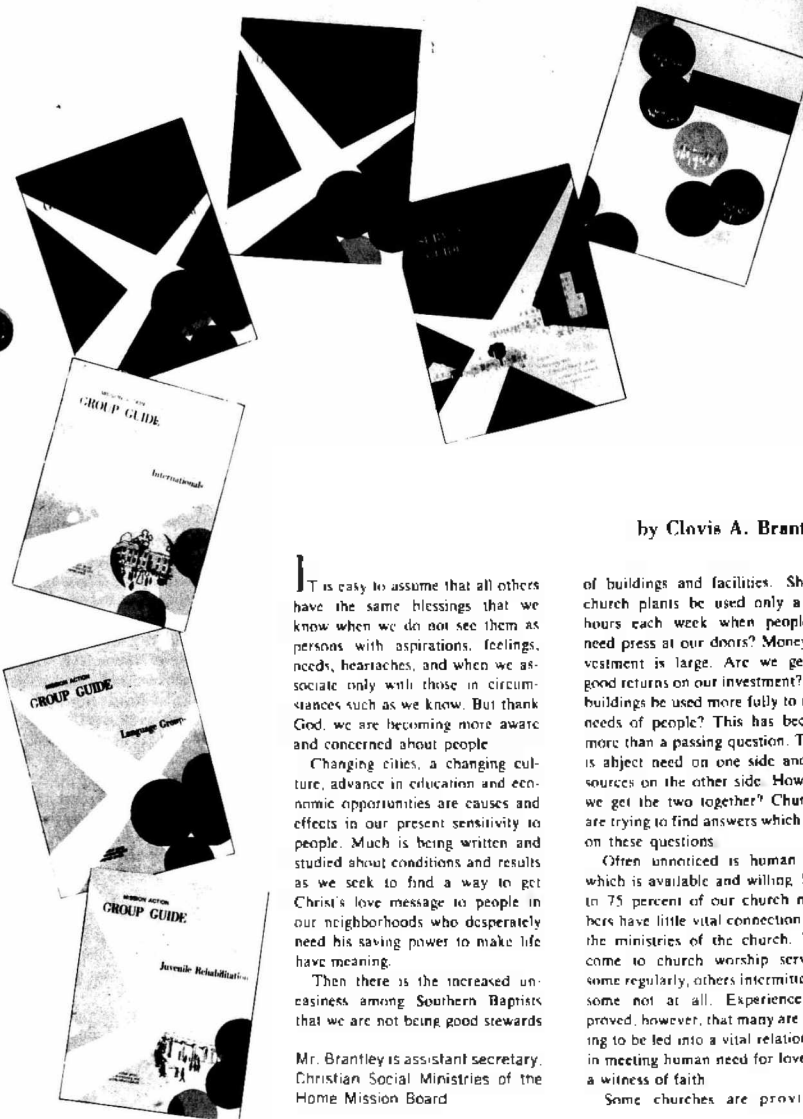 SERVICE
GUIDE
MISSION ACTION
GROUP GUIDE
Internationals
MISSION ACTION
GROUP GUIDE
Language Groups
MISSION ACTION
GROUP GUIDE
Juvenile Rehabilitation
by Clovis A. Brant
IT is easy to assume that all others
have the same blessings that we
know when we do not see them as
persons with aspirations, feelings,
needs, heartaches, and when we as-
sociate only with those in circum-
stances such as we know. But thank
God, we are becoming more aware
and concerned about people
Changing cities, a changing cul-
ture, advance in education and eco-
nomic opportunities are causes and
effects in our present sensitivity to
people. Much is being written and
studied about conditions and results
as we seek to find a way to get
Christ's love message to people in
our neighborhoods who desperately
need his saving power to make life
have meaning.
Then there is the increased un-
easiness among Southern Baptists
that we are not being good stewards
Mr. Brantley is assistant secretary,
Christian Social Ministries of the
Home Mission Board
of buildings and facilities. Sh
church plants be used only a
hours each week when people
need press at our doors? Money
vestment is large. Are we ge
good returns on our investment?
buildings be used more fully to
needs of people? This has bec
more than a passing question. T
is abject need on one side and
sources on the other side. How
we get the two together? Chur
are trying to find answers which
on these questions
Often unnoticed is human
which is available and willing
to 75 percent of our church m
bers have little vital connection
the ministries of the church.
come to church worship serv
some regularly, others intermitte
some not at all. Experience
proved, however, that many are
ing to be led into a vital relation
in meeting human need for love
a witness of faith
Some churches are provi